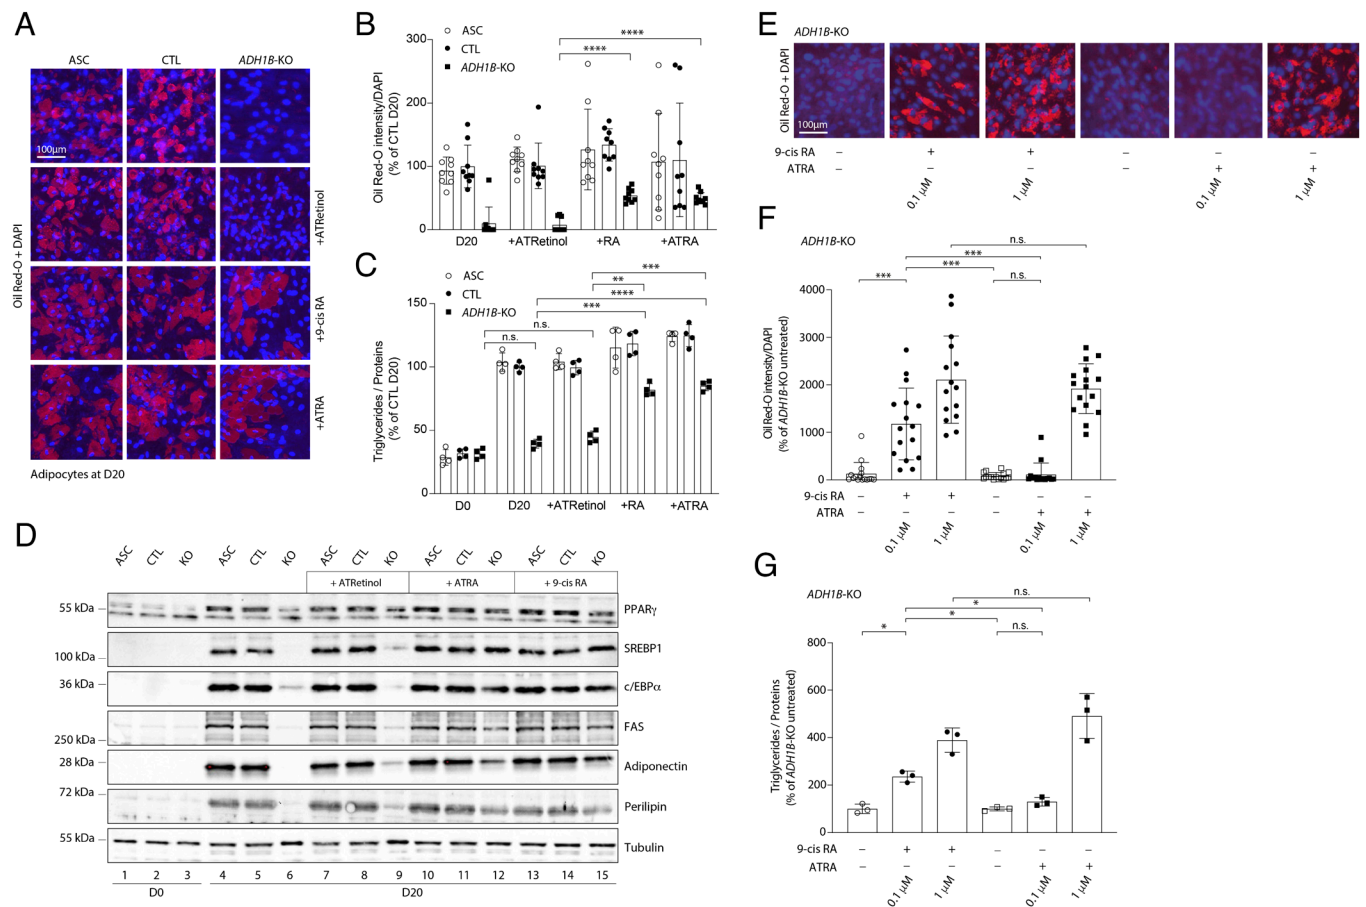 A
ASC
CTL
ADH1B-KO
100µm
+ATRetinol
+9-cis RA
+ATRA
Oil Red-O + DAPI
Adipocytes at D20
B
ASC
CTL
ADH1B-KO
****
****
Oil Red-O intensity/DAPI
(% of CTL D20)
300
200
100
0
D20
+ATRetinol
+RA
+ATRA
C
ASC
CTL
ADH1B-KO
***
**
****
***
n.s.
n.s.
Triglycerides / Proteins
(% of CTL D20)
150
100
50
0
D0
D20
+ATRetinol
+RA
+ATRA
D
ASC CTL KO ASC CTL KO ASC CTL KO ASC CTL KO ASC CTL KO
+ ATRetinol
+ ATRA
+ 9-cis RA
55 kDa
PPARγ
100 kDa
SREBP1
36 kDa
c/EBPα
250 kDa
FAS
28 kDa
Adiponectin
72 kDa
Perilipin
55 kDa
Tubulin
1 2 3 4 5 6 7 8 9 10 11 12 13 14 15
D0
D20
E
ADH1B-KO
Oil Red-O + DAPI
100µm
9-cis RA – + + – – –
ATRA – – + +
0.1 µM
1 µM
0.1 µM
1 µM
F
ADH1B-KO
n.s.
***
***
***
n.s.
Oil Red-O intensity/DAPI
(% of ADH1B-KO untreated)
4000
3000
2000
1000
0
9-cis RA – + + – – –
ATRA – – + +
0.1 µM
1 µM
0.1 µM
1 µM
G
ADH1B-KO
n.s.
*
*
*
n.s.
Triglycerides / Proteins
(% of ADH1B-KO untreated)
800
600
400
200
0
9-cis RA – + + – – –
ATRA – – + +
0.1 µM
1 µM
0.1 µM
1 µM